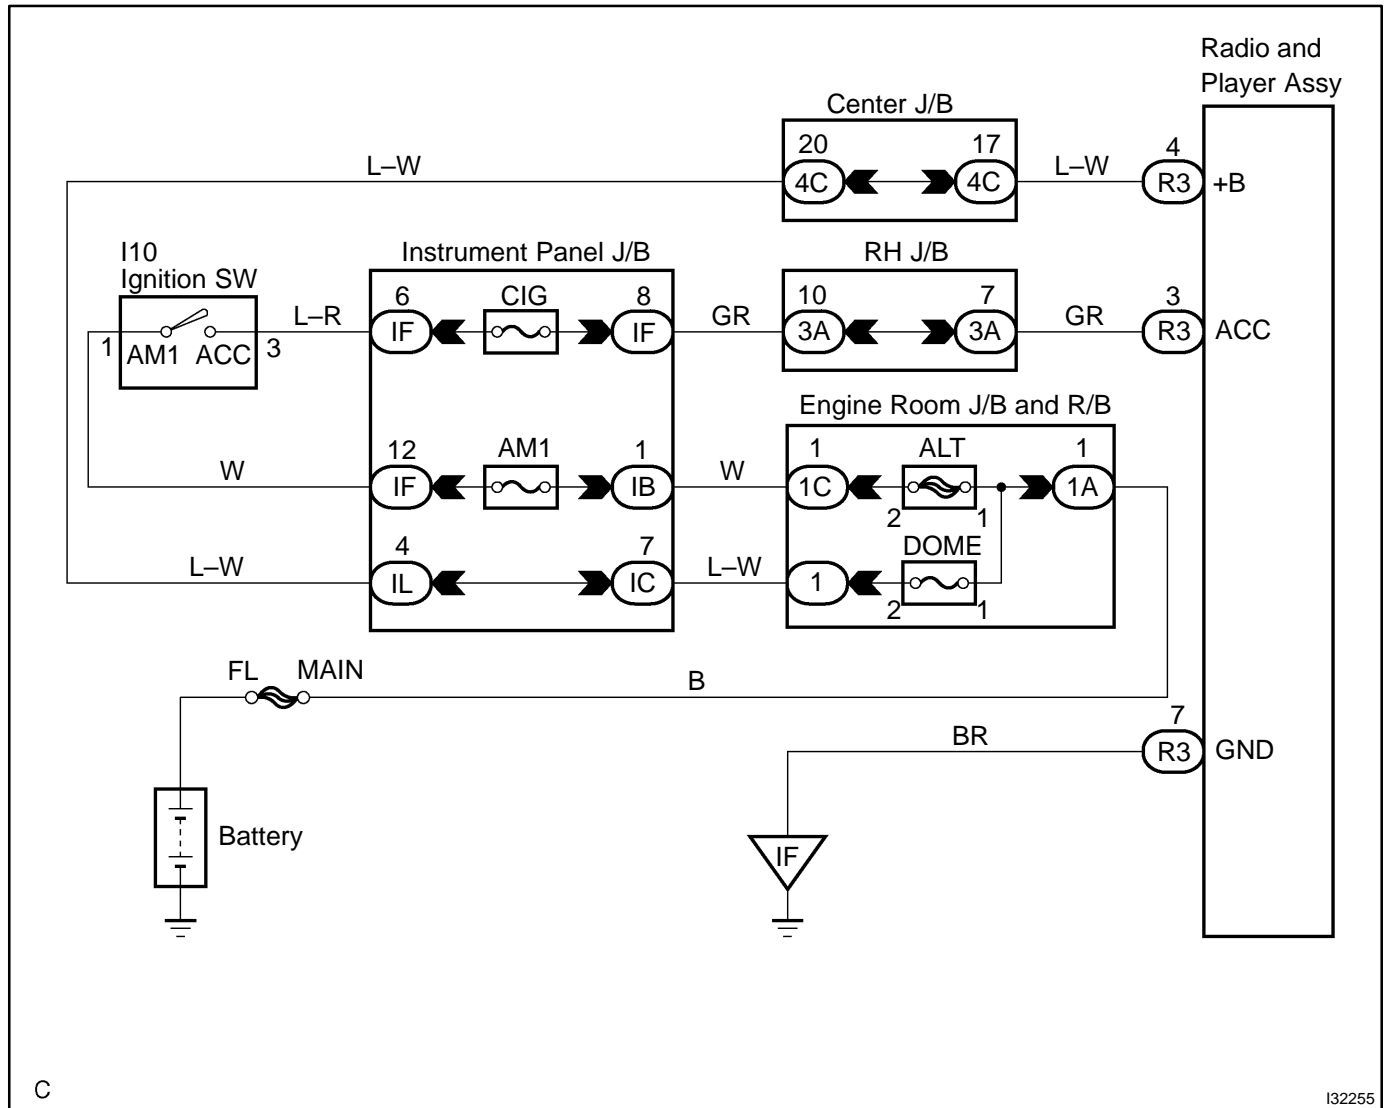 Radio and
Player Assy
Center J/B
20 17 4
L–W 4C 4C L–W R3 +B
I10
Ignition SW
Instrument Panel J/B RH J/B
6 CIG 8 10 7 3
L–R IF IF GR 3A 3A GR R3 ACC
1 AM1 ACC 3
Engine Room J/B and R/B
12 AM1 1 1 ALT 1
W IF IB W 1C 1A
2 1
4 7 DOME
L–W IL IC L–W 1
2 1
FL MAIN B
7
BR R3 GND
Battery
IF
C
I32255